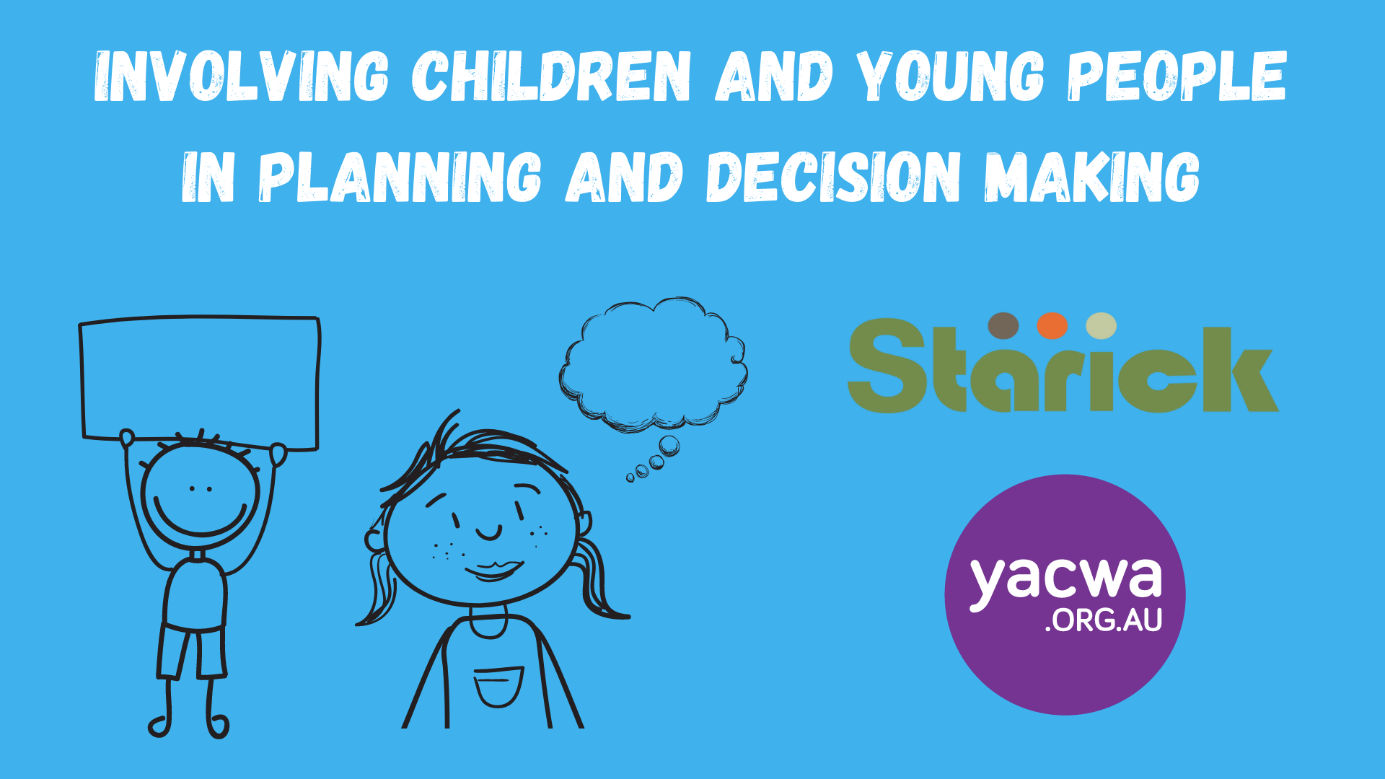 INVOLVING CHILDREN AND YOUNG PEOPLE
IN PLANNING AND DECISION MAKING
Starick
yacwa
.ORG.AU